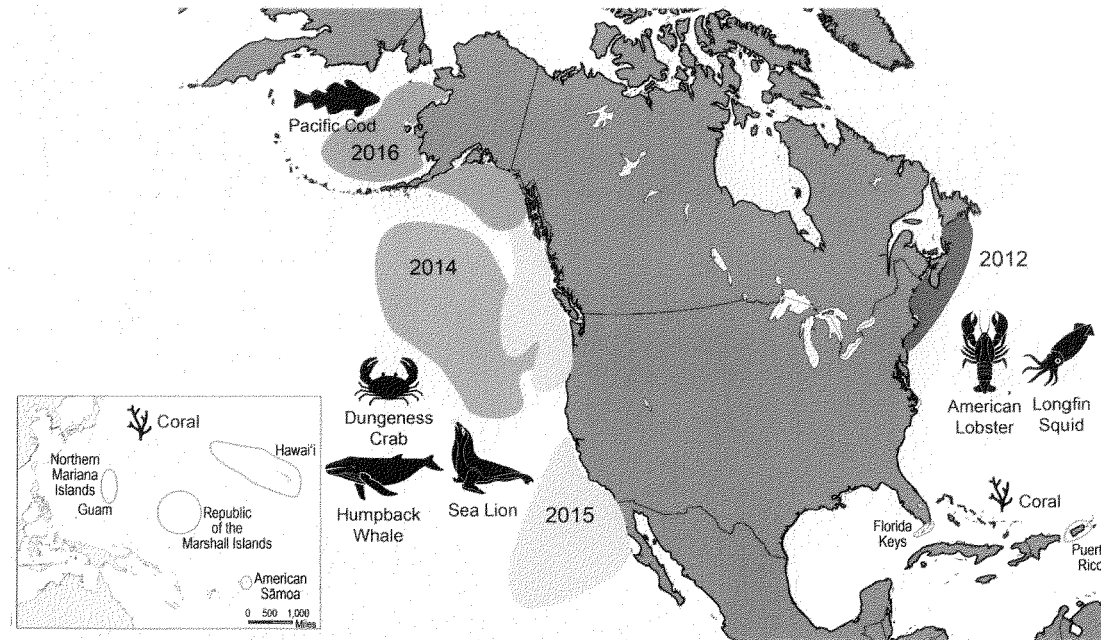 Pacific Cod
2016
2014
2012
Dungeness
Crab
American
Lobster
Longfin
Squid
Coral
Hawai'i
Northern
Mariana
Islands
Guam
Republic
of the
Marshall Islands
American
Sāmoa
0 500 1,000
Miles
Humpback
Whale
Sea Lion
2015
Coral
Florida
Keys
Puert
Rico